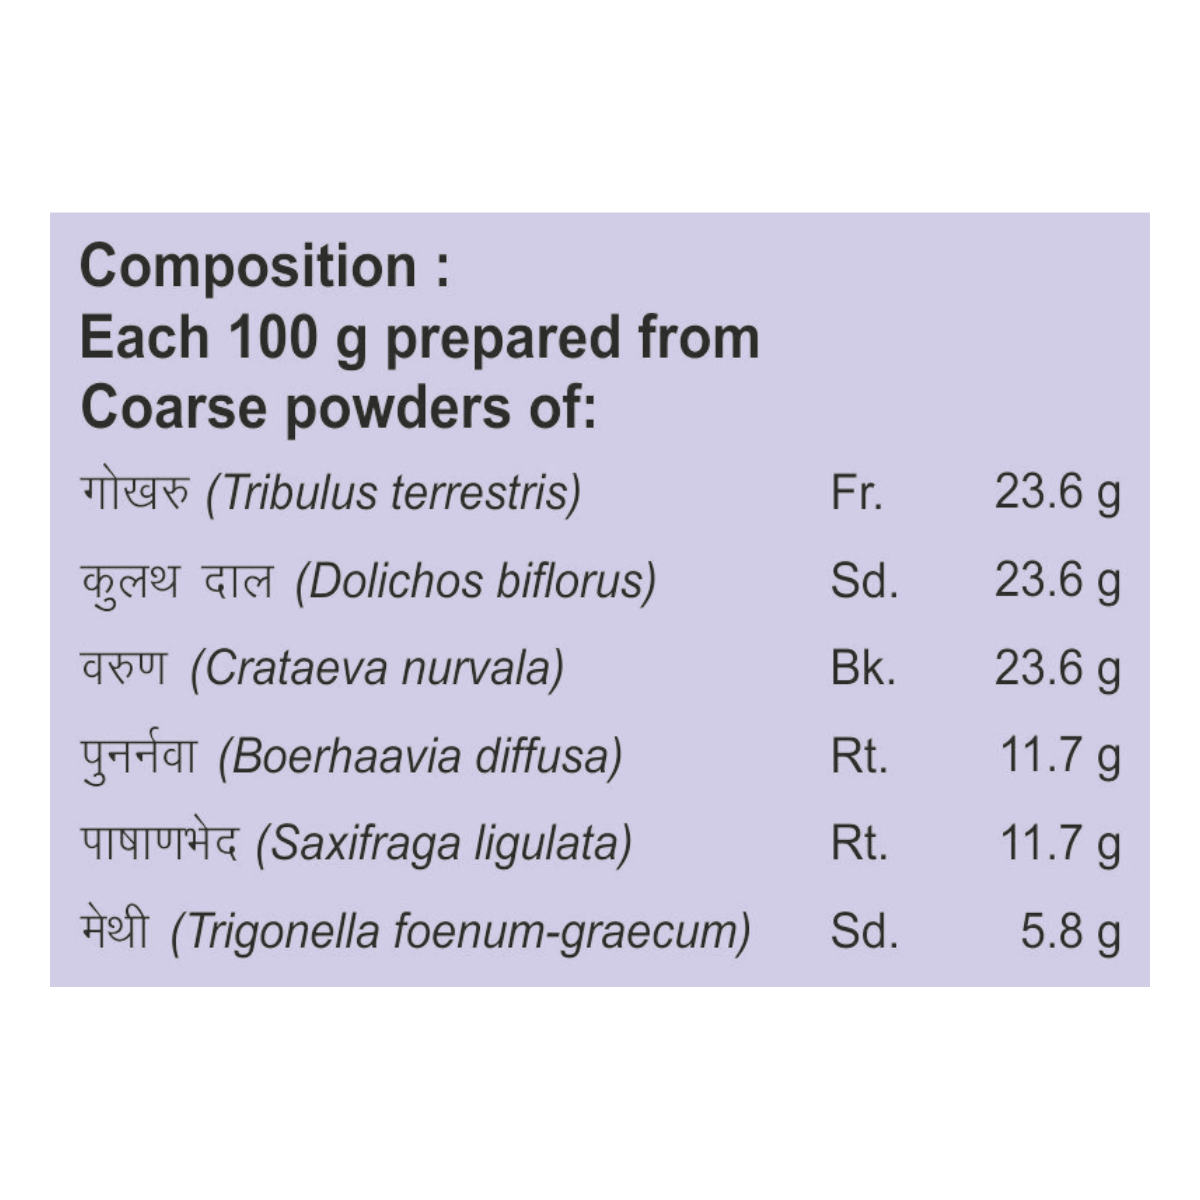 Composition :
Each 100 g prepared from
Coarse powders of:
गोखरु (Tribulus terrestris) Fr. 23.6 g
कुलथ दाल (Dolichos biflorus) Sd. 23.6 g
वरुण (Crataeva nurvala) Bk. 23.6 g
पुनर्नवा (Boerhaavia diffusa) Rt. 11.7 g
पाषाणभेद (Saxifraga ligulata) Rt. 11.7 g
मेथी (Trigonella foenum-graecum) Sd. 5.8 g